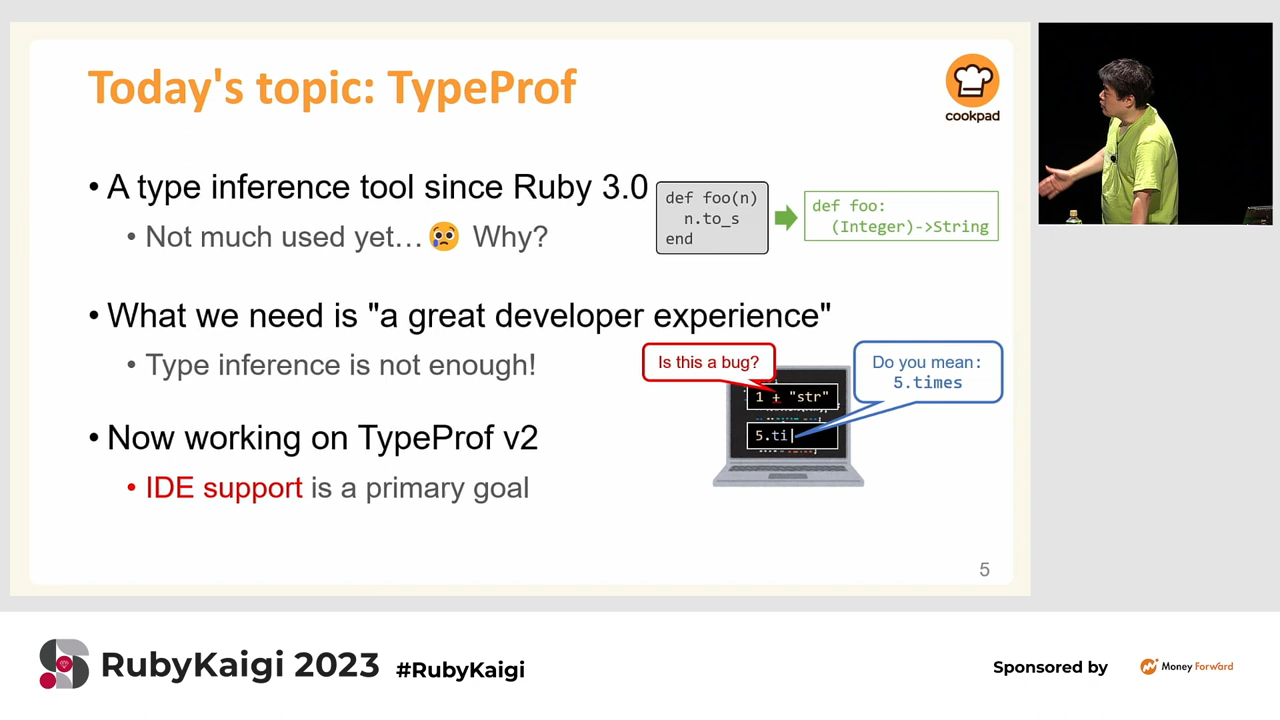 Today's topic: TypeProf
cookpad
• A type inference tool since Ruby 3.0
• Not much used yet…😢 Why?
def foo(n)
n.to_s
end
def foo:
(Integer)->String
• What we need is "a great developer experience"
• Type inference is not enough!
Is this a bug?
1 + "str"
Do you mean:
5.times
5.ti
• Now working on TypeProf v2
• IDE support is a primary goal
5
RubyKaigi 2023 #RubyKaigi
Sponsored by
Money Forward